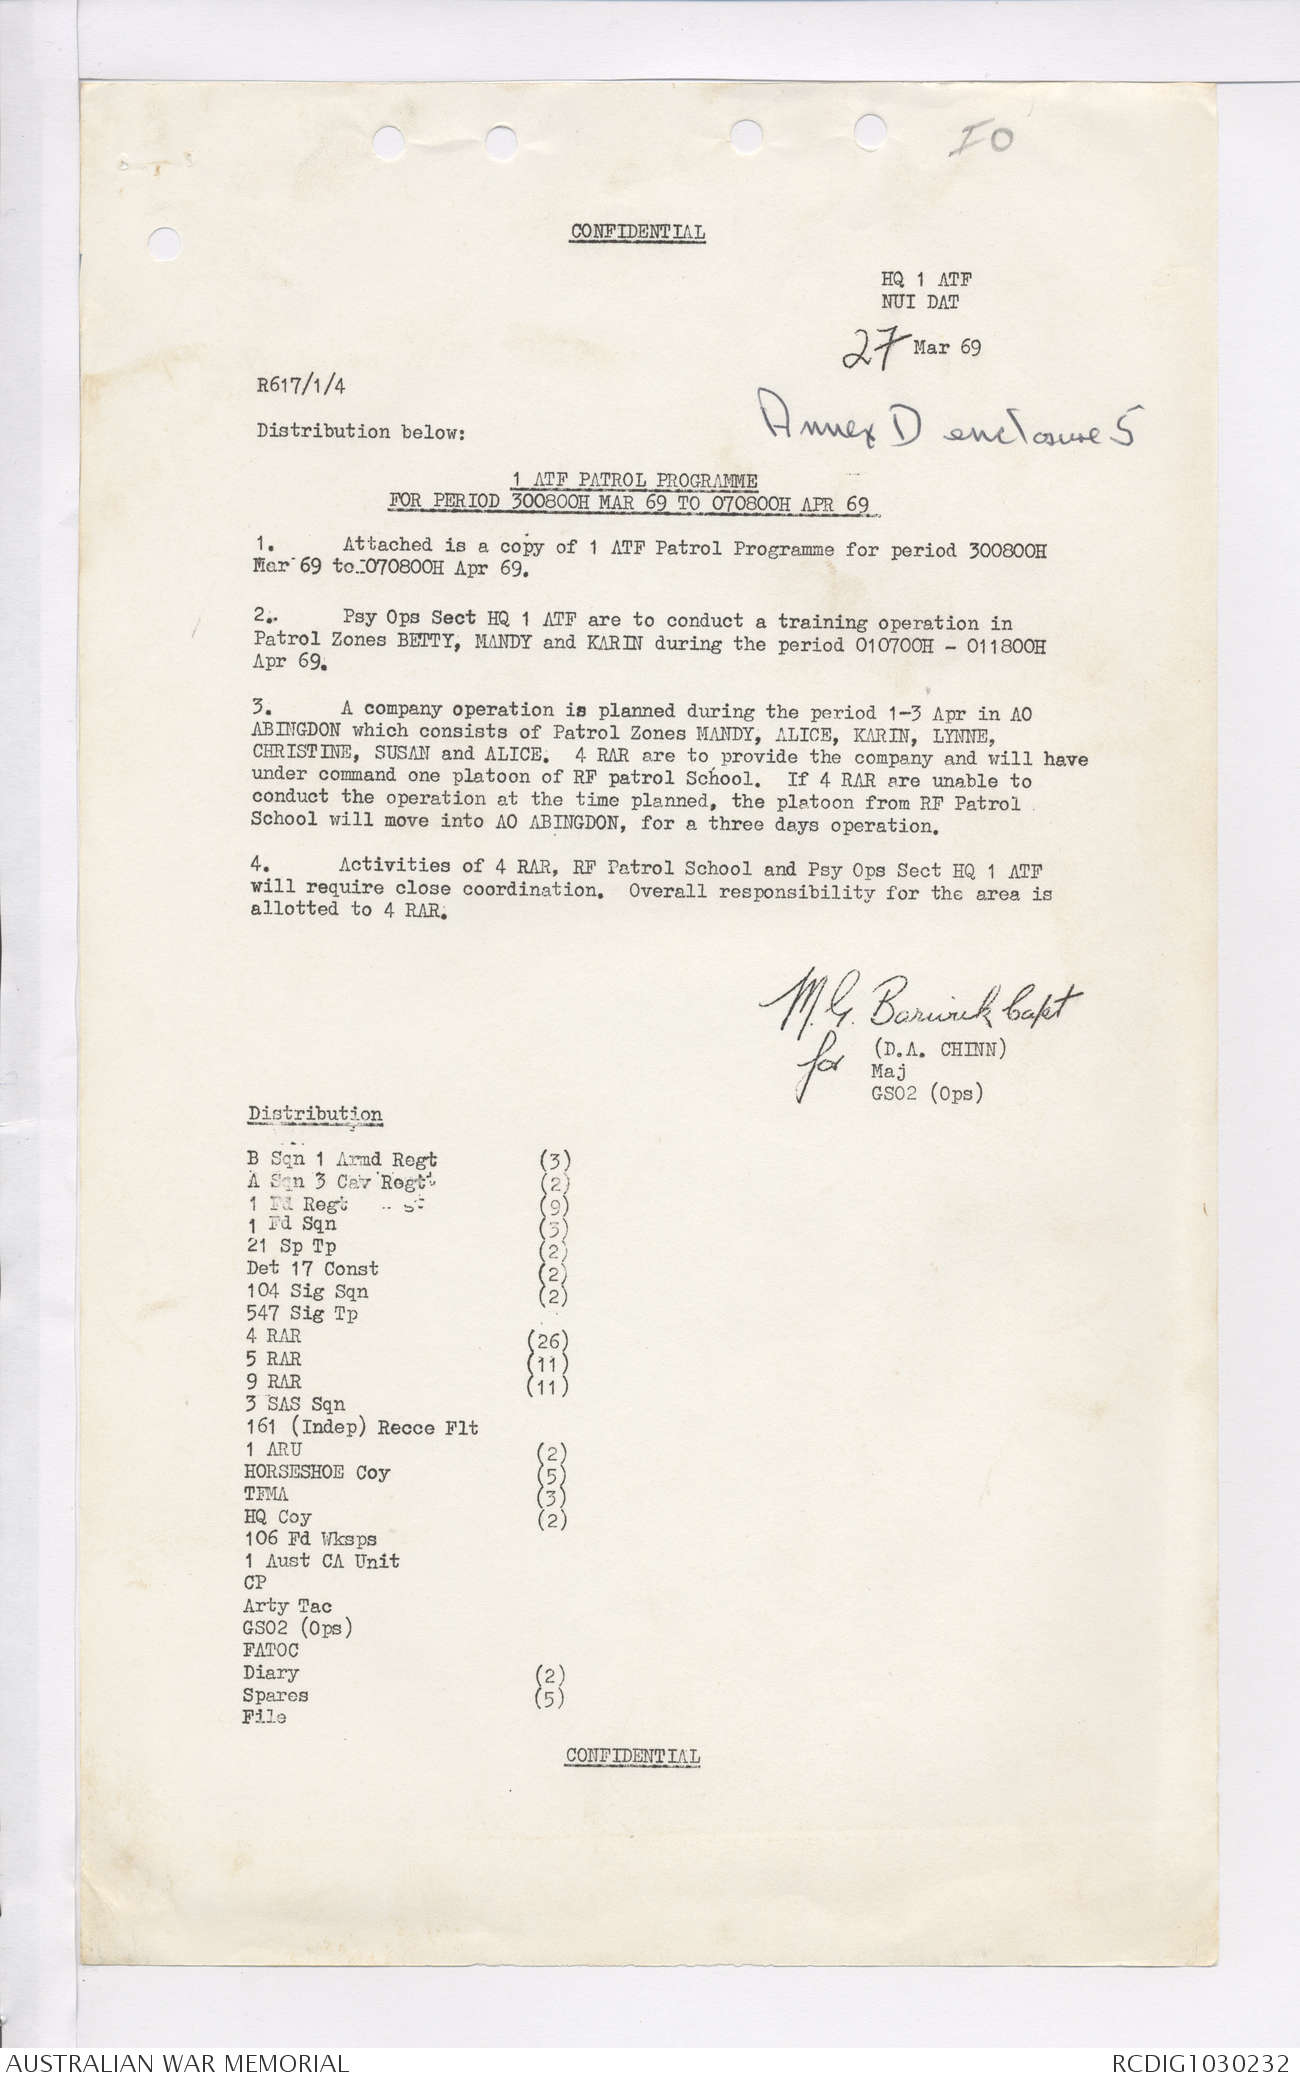 IO
CONFIDENTIAL
HQ 1 ATF
NUI DAT
27 Mar 69
R617/1/4
Annex D enclosure 5
Distribution below:
1 ATF PATROL PROGRAMME
FOR PERIOD 300800H MAR 69 TO 070800H APR 69
1. Attached is a copy of 1 ATF Patrol Programme for period 300800H
Mar 69 to 070800H Apr 69.
2. Psy Ops Sect HQ 1 ATF are to conduct a training operation in
Patrol Zones BETTY, MANDY and KARIN during the period 010700H - 011800H
Apr 69.
3. A company operation is planned during the period 1-3 Apr in AO
ABINGDON which consists of Patrol Zones MANDY, ALICE, KARIN, LYNNE,
CHRISTINE, SUSAN and ALICE. 4 RAR are to provide the company and will have
under command one platoon of RF patrol School. If 4 RAR are unable to
conduct the operation at the time planned, the platoon from RF Patrol
School will move into AO ABINGDON, for a three days operation.
4. Activities of 4 RAR, RF Patrol School and Psy Ops Sect HQ 1 ATF
will require close coordination. Overall responsibility for the area is
allotted to 4 RAR.
M.G. Barwick Capt
for (D.A. CHINN)
Maj
GSO2 (Ops)
Distribution
B Sqn 1 Armd Regt (3)
A Sqn 3 Cav Regt (2)
1 Fd Regt (9)
1 Fd Sqn (3)
21 Sp Tp (2)
Det 17 Const (2)
104 Sig Sqn (2)
547 Sig Tp
4 RAR (26)
5 RAR (11)
9 RAR (11)
3 SAS Sqn
161 (Indep) Recce Flt
1 ARU (2)
HORSESHOE Coy (5)
TFMA (3)
HQ Coy (2)
106 Fd Wksps
1 Aust CA Unit
CP
Arty Tac
GSO2 (Ops)
FATOC
Diary (2)
Spares (5)
File
CONFIDENTIAL
AUSTRALIAN WAR MEMORIAL
RCDIG1030232